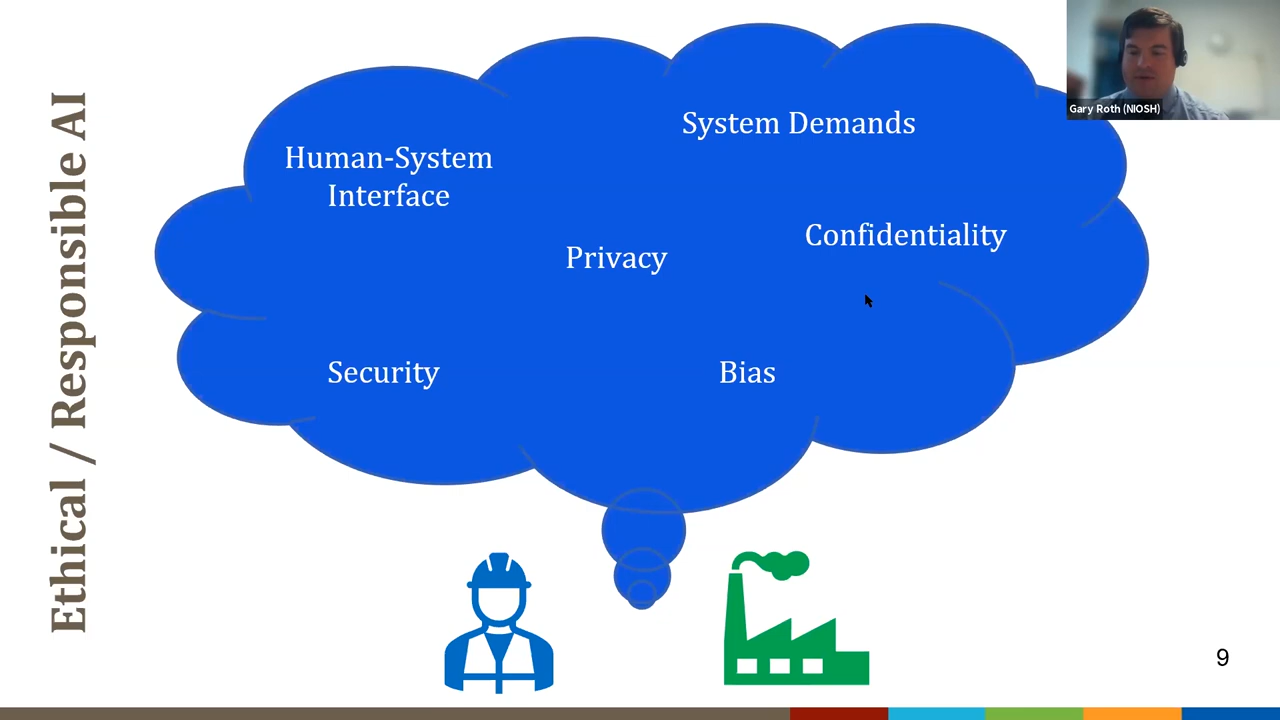 Ethical / Responsible AI
System Demands
Human-System
Interface
Confidentiality
Privacy
Security
Bias
Gary Roth (NIOSH)
9